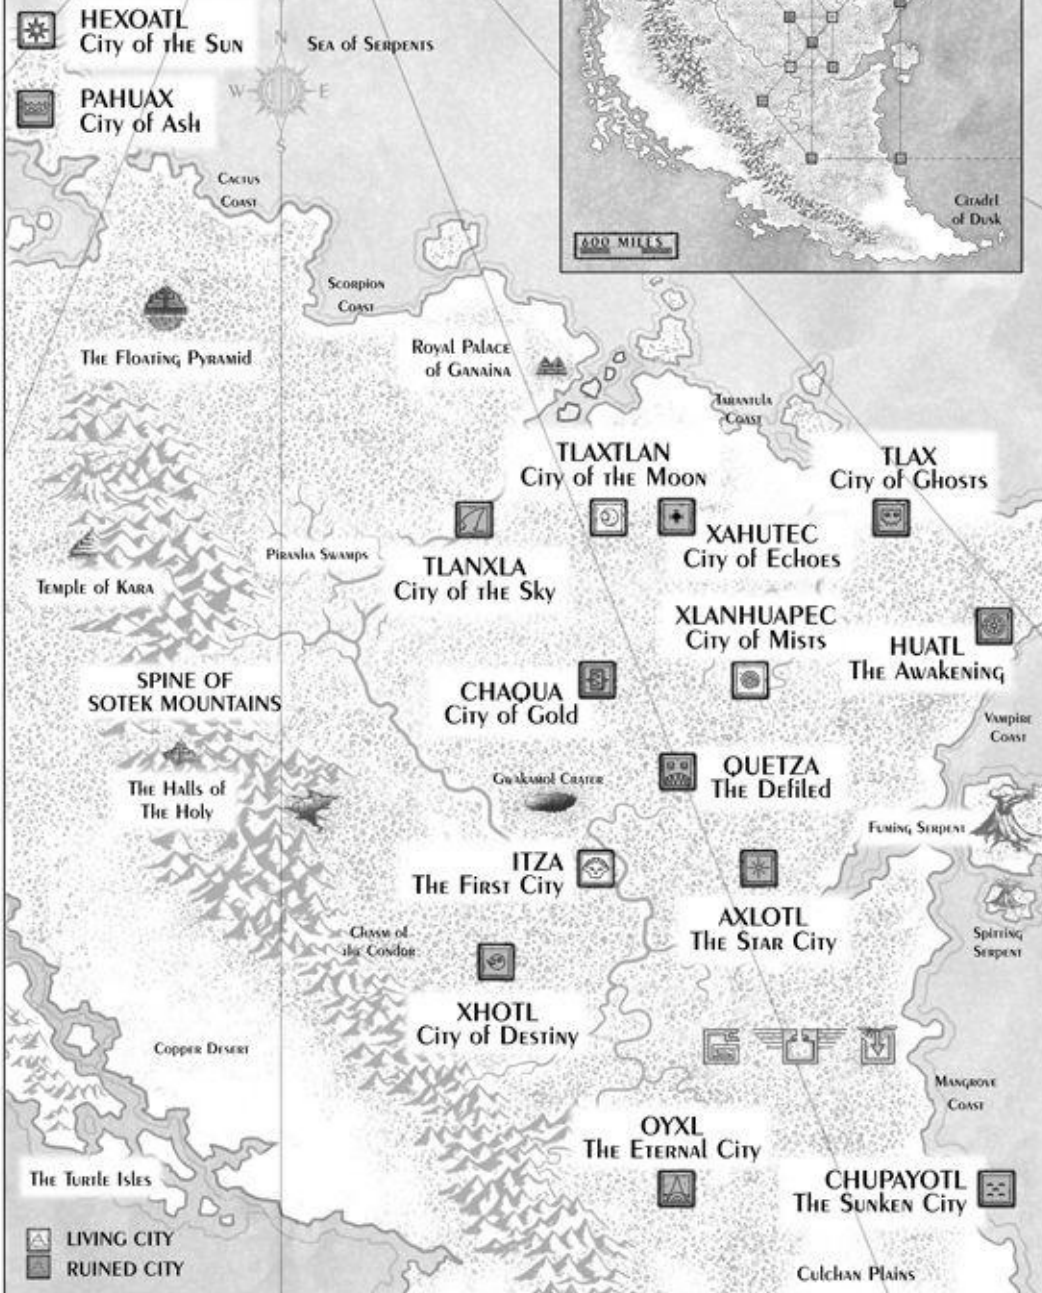 HEXOATL
City of the Sun
PAHUAX
City of Ash
N
W
E
S
Sea of Serpents
Citadel
of Dusk
600 MILES
Cactus
Coast
Scorpion
Coast
The Floating Pyramid
Royal Palace
of Ganaina
Tarantula
Coast
TLAXTLAN
City of the Moon
TLAX
City of Ghosts
XAHUTEC
City of Echoes
Piranha Swamps
TLANXLA
City of the Sky
Temple of Kara
XLANHUAPEC
City of Mists
HUATL
The Awakening
SPINE OF
SOTEK MOUNTAINS
CHAQUA
City of Gold
Vampire
Coast
The Halls of
The Holy
Gwakamol Crater
QUETZA
The Defiled
Fuming Serpent
ITZA
The First City
AXLOTL
The Star City
Spitting
Serpent
Chasm of
the Condor
XHOTL
City of Destiny
Copper Desert
Mangrove
Coast
OYXL
The Eternal City
The Turtle Isles
CHUPAYOTL
The Sunken City
LIVING CITY
RUINED CITY
Culchan Plains